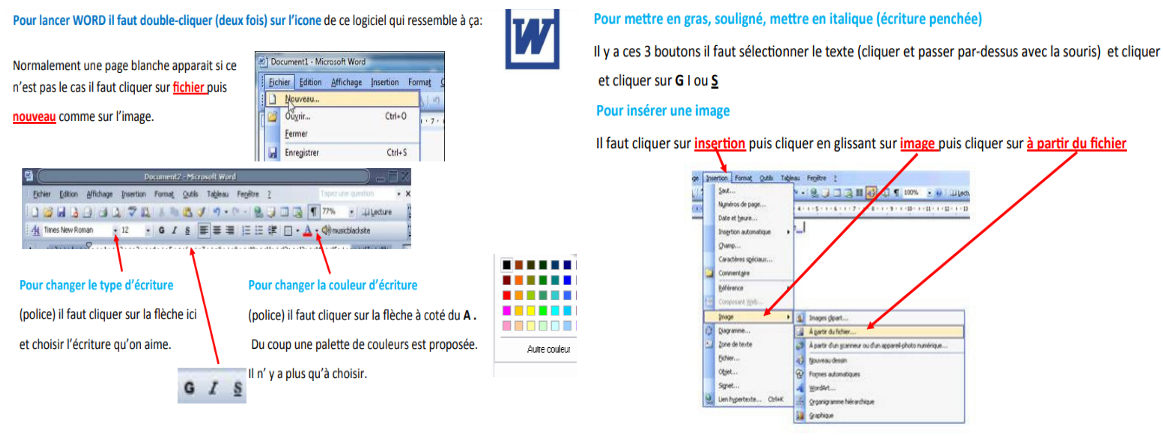 Pour lancer WORD il faut double-cliquer (deux fois) sur l'icone de ce logiciel qui ressemble à ça:
W
Normalement une page blanche apparait si ce
n'est pas le cas il faut cliquer sur fichier puis
nouveau comme sur l'image.
Document1 - Microsoft Word
Fichier Edition Affichage Insertion Format
Nouveau...
Ouvrir... Ctrl+O
Fermer
Enregistrer Ctrl+S
Document2 - Microsoft Word
Fichier Edition Affichage Insertion Format Outils Tableau Fenêtre ?
Tapez une question
77% Lecture
Times New Roman 12 G I S musicblacksite
Pour changer le type d'écriture
(police) il faut cliquer sur la flèche ici
et choisir l'écriture qu'on aime.
G I S
Pour changer la couleur d'écriture
(police) il faut cliquer sur la flèche à coté du A .
Du coup une palette de couleurs est proposée.
Il n' y a plus qu'à choisir.
Autre couleur
Pour mettre en gras, souligné, mettre en italique (écriture penchée)
Il y a ces 3 boutons il faut sélectionner le texte (cliquer et passer par-dessus avec la souris) et cliquer
et cliquer sur G I ou S
Pour insérer une image
Il faut cliquer sur insertion puis cliquer en glissant sur image puis cliquer sur à partir du fichier
Insertion Format Outils Tableau Fenêtre ?
100%
Saut...
Numéros de page...
Date et heure...
Insertion automatique
Champ...
Caractères spéciaux...
Commentaire
Référence
Composant Web...
Image
Diagramme...
Zone de texte
Fichier...
Objet...
Signet...
Lien hypertexte... Ctrl+K
Images clipart...
À partir du fichier...
À partir d'un scanneur ou d'un appareil-photo numérique...
Nouveau dessin
Formes automatiques
WordArt...
Organigramme hiérarchique
Graphique